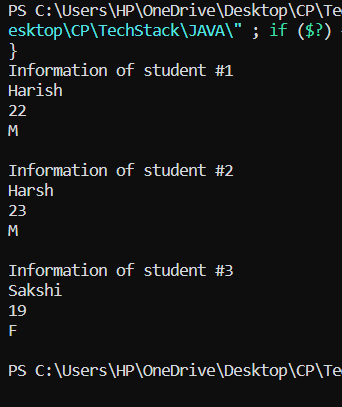 PS C:\Users\HP\OneDrive\Desktop\CP\Te
esktop\CP\TechStack\JAVA\" ; if ($?)
}
Information of student #1
Harish
22
M
Information of student #2
Harsh
23
M
Information of student #3
Sakshi
19
F
PS C:\Users\HP\OneDrive\Desktop\CP\Te